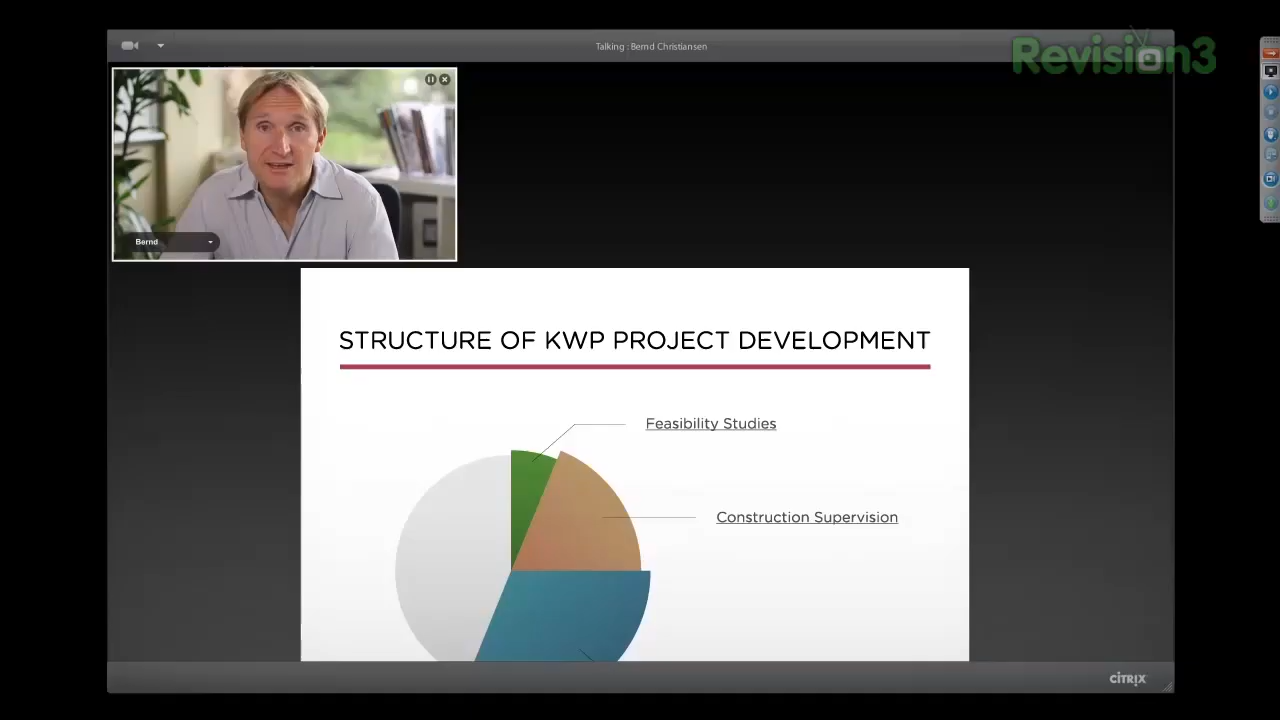 Talking : Bernd Christiansen
Revision3
Bernd
STRUCTURE OF KWP PROJECT DEVELOPMENT
Feasibility Studies
Construction Supervision
CITRIX